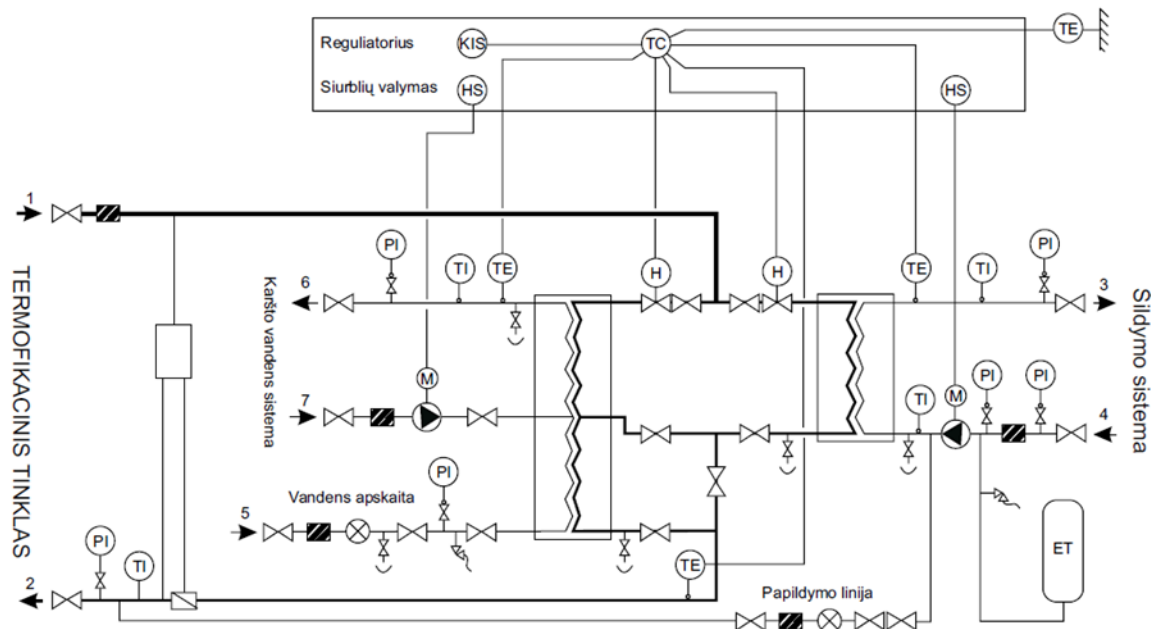 Reguliatorius KIS TC TE
Siurblių valymas HS HS
1
PI
TI TE H H TE TI PI
6 3
TERMOFIKACINIS TINKLAS
Karšto vandens sistema
Sildymo sistema
M M
7
TI PI PI
4
PI
Vandens apskaita
5
PI
TI
TE
ET
2
Papildymo linija